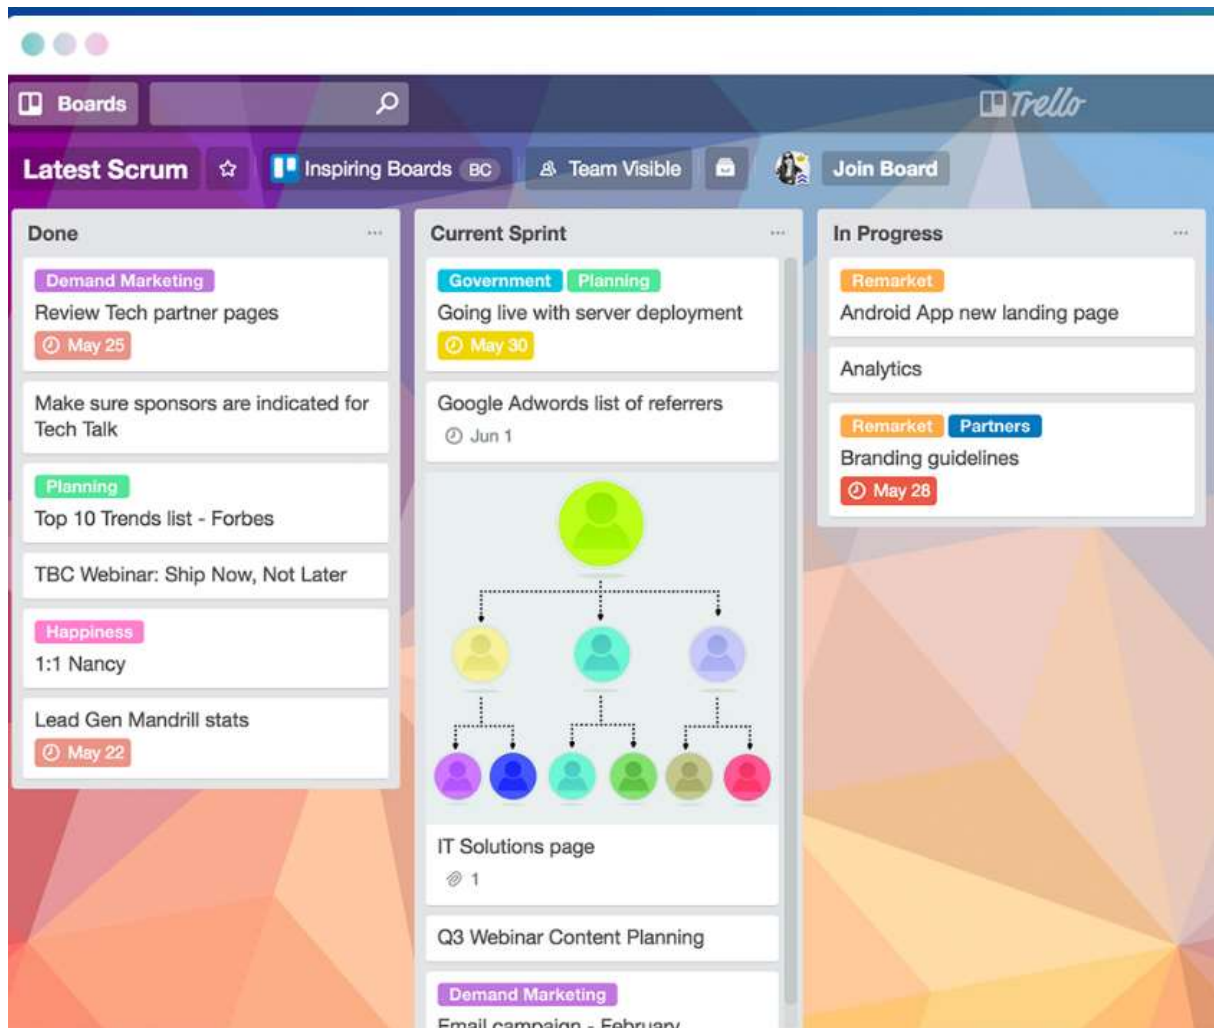 Boards
Trello
Latest Scrum
Inspiring Boards BC
Team Visible
Join Board
Done
...
Demand Marketing
Review Tech partner pages
May 25
Make sure sponsors are indicated for
Tech Talk
Planning
Top 10 Trends list - Forbes
TBC Webinar: Ship Now, Not Later
Happiness
1:1 Nancy
Lead Gen Mandrill stats
May 22
Current Sprint
...
Government Planning
Going live with server deployment
May 30
Google Adwords list of referrers
Jun 1
IT Solutions page
1
Q3 Webinar Content Planning
Demand Marketing
Email campaign - February
In Progress
...
Remarket
Android App new landing page
Analytics
Remarket Partners
Branding guidelines
May 28